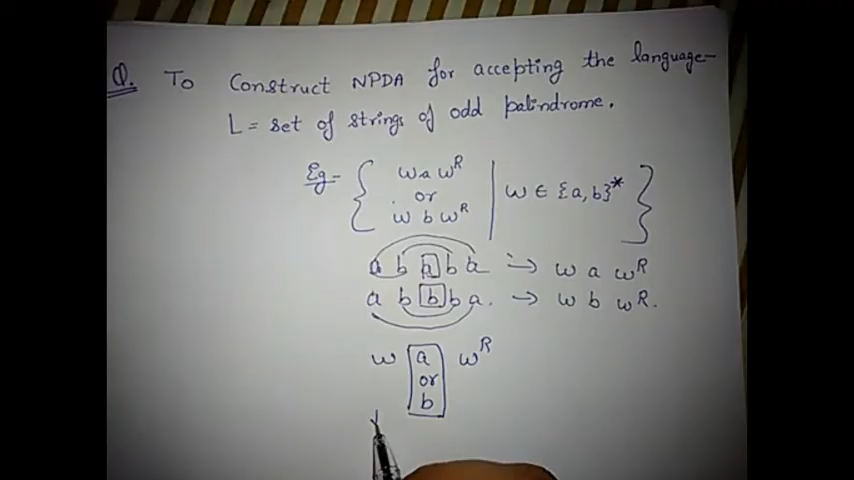 Q. To Construct NPDA for accepting the language-
L = set of strings of odd palindrome.
Eg- { w a w^R
or
w b w^R | w ∈ {a, b}* }
a b a b a → w a w^R
a b b b a. → w b w^R.
w a w^R
or
b